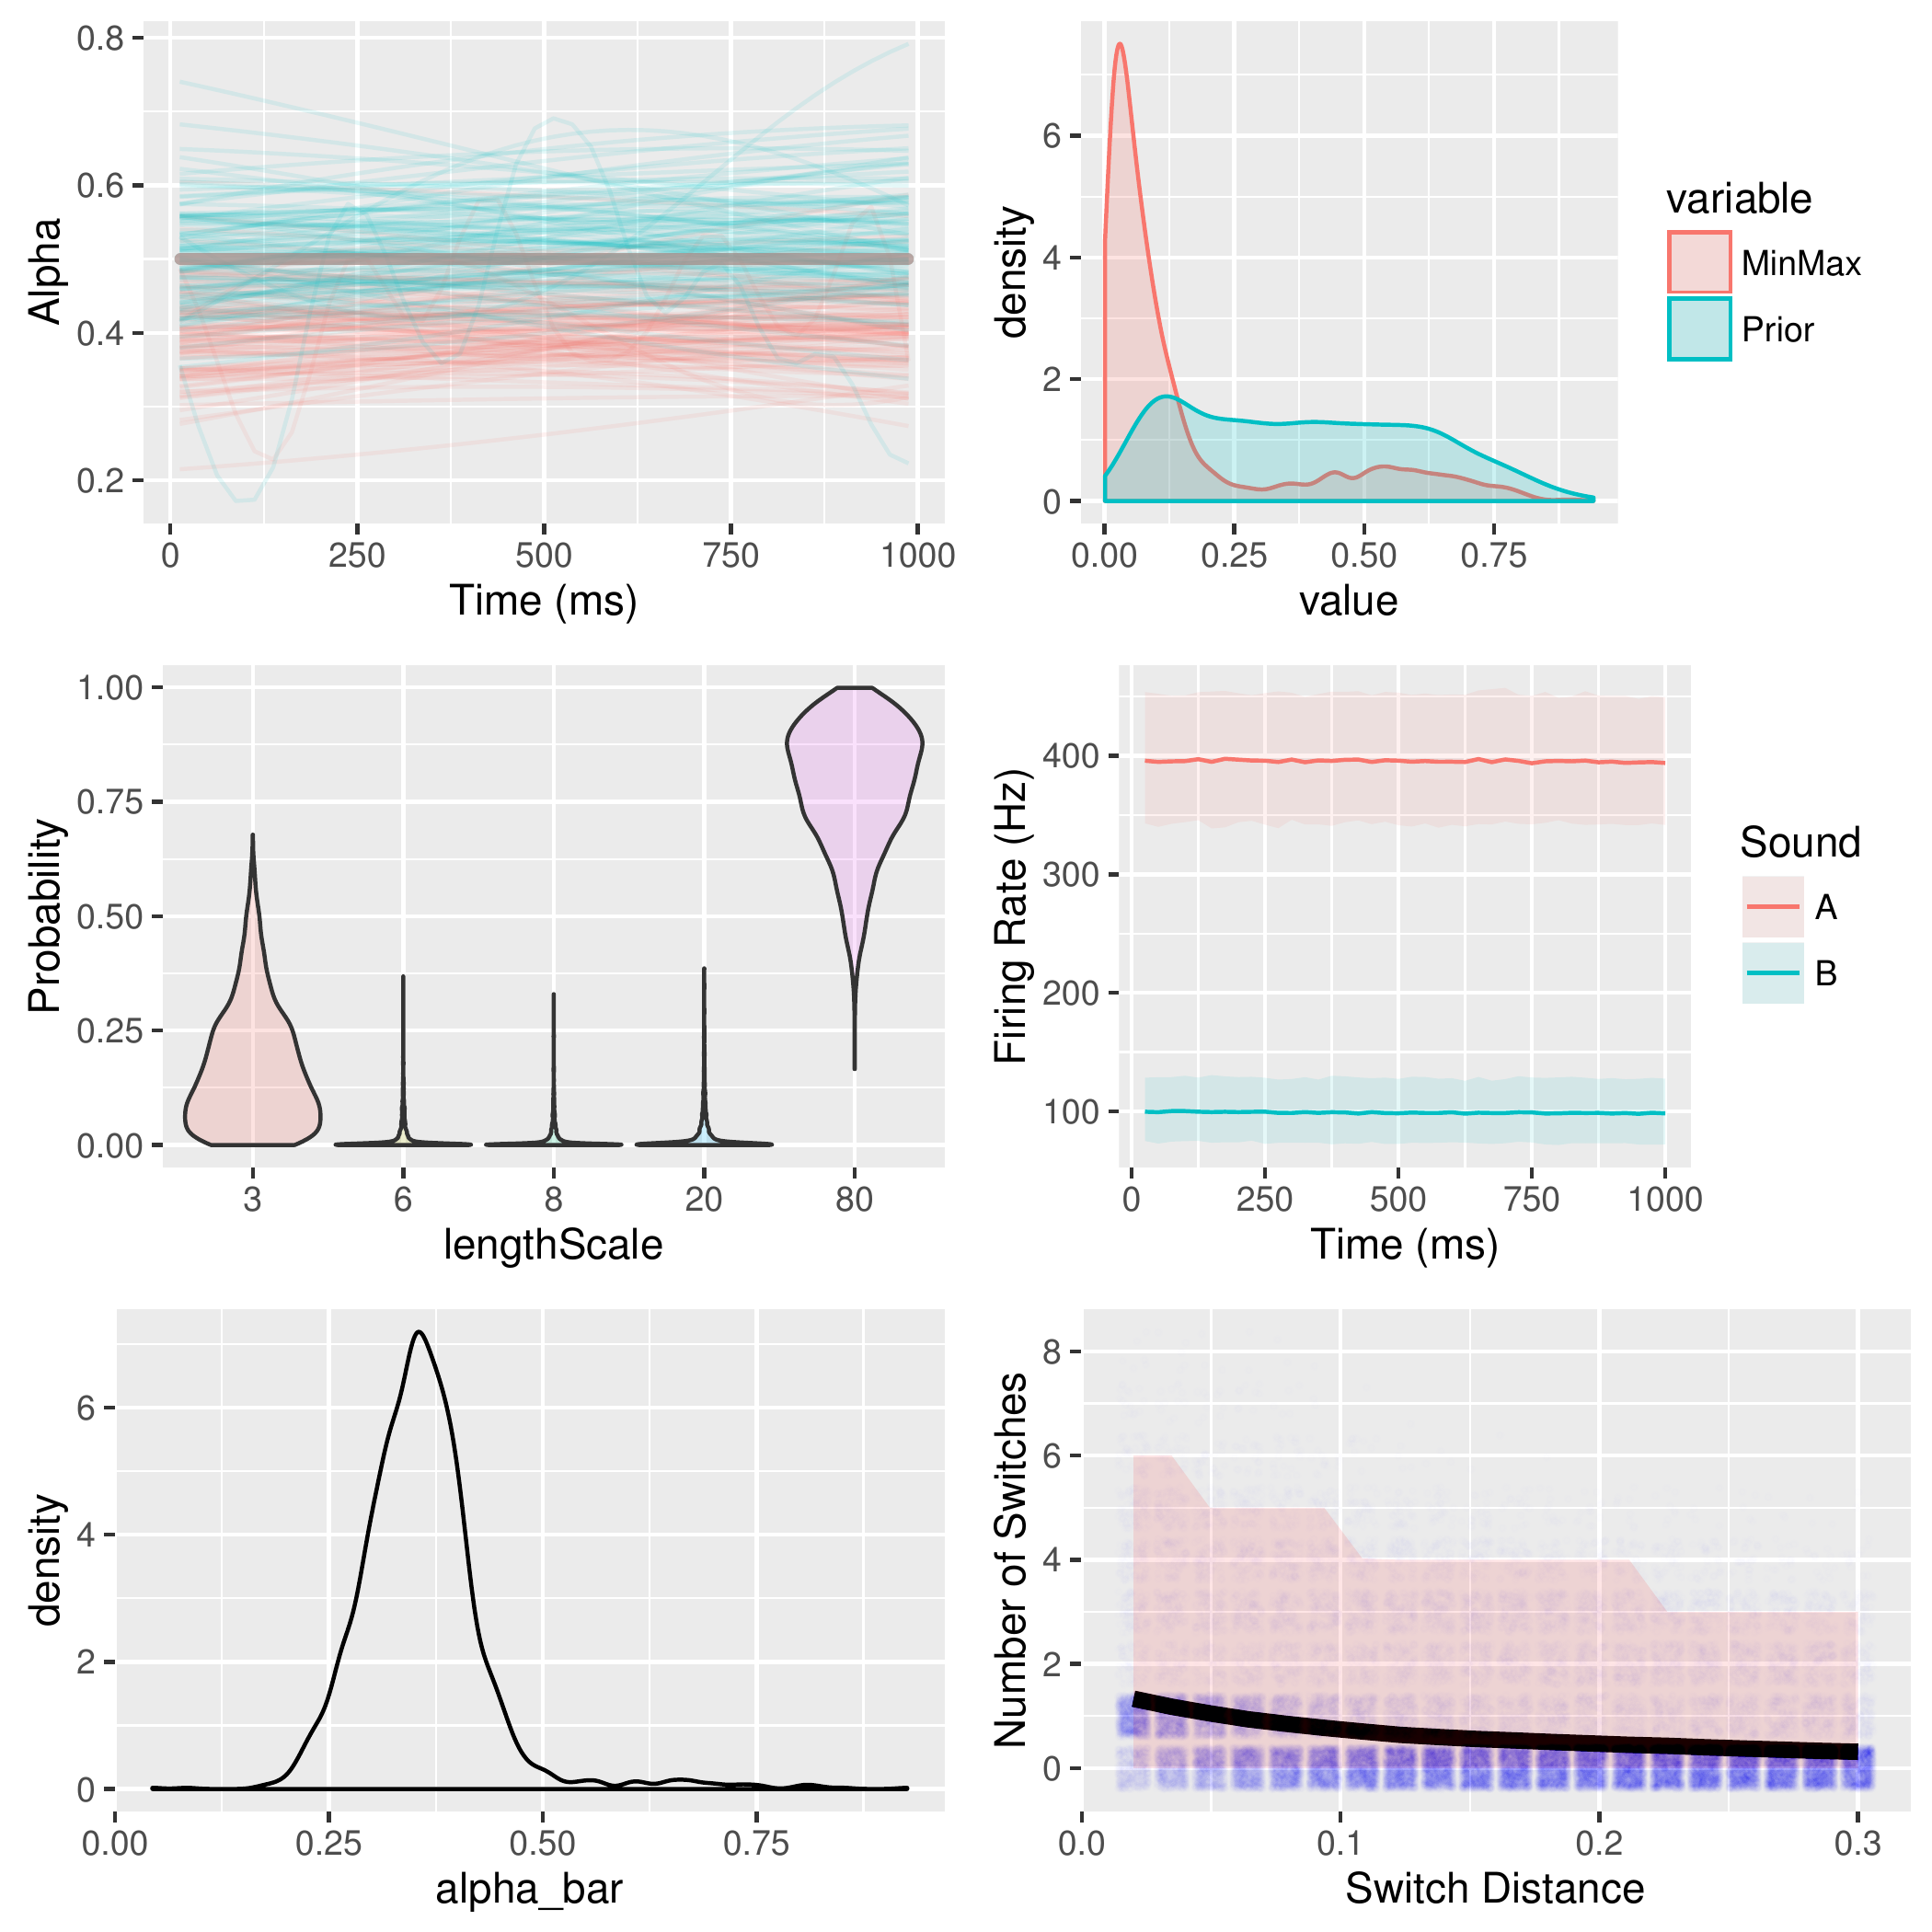 0.8
0.6
0.4
0.2
Alpha
0 250 500 750 1000
Time (ms)
6
4
2
0
density
0.00 0.25 0.50 0.75
value
variable
MinMax
Prior
1.00
0.75
0.50
0.25
0.00
Probability
3 6 8 20 80
lengthScale
400
300
200
100
Firing Rate (Hz)
0 250 500 750 1000
Time (ms)
Sound
A
B
6
4
2
0
density
0.00 0.25 0.50 0.75
alpha_bar
8
6
4
2
0
Number of Switches
0.0 0.1 0.2 0.3
Switch Distance